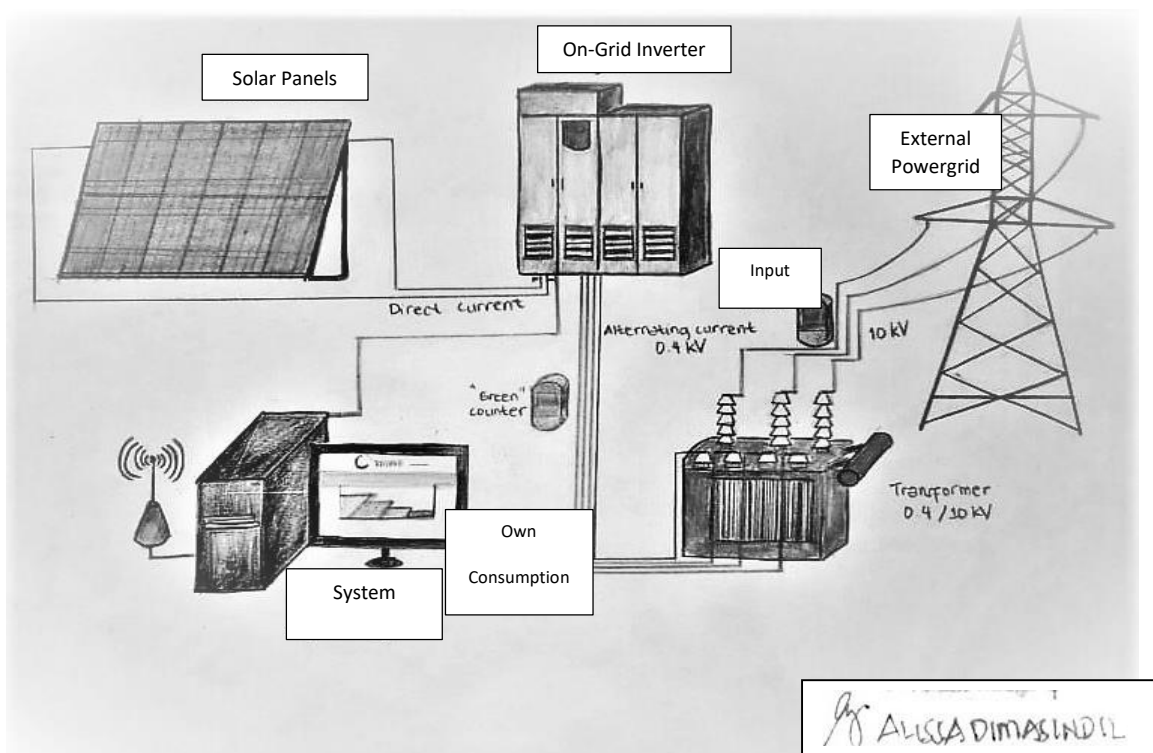 On-Grid Inverter
Solar Panels
External
Powergrid
Input
Direct current
Alternating current
0.4 kV
10 kV
"Green"
counter
Transformer
0.4/10 kV
Own
Consumption
System
ALISSA DIMASINDIL